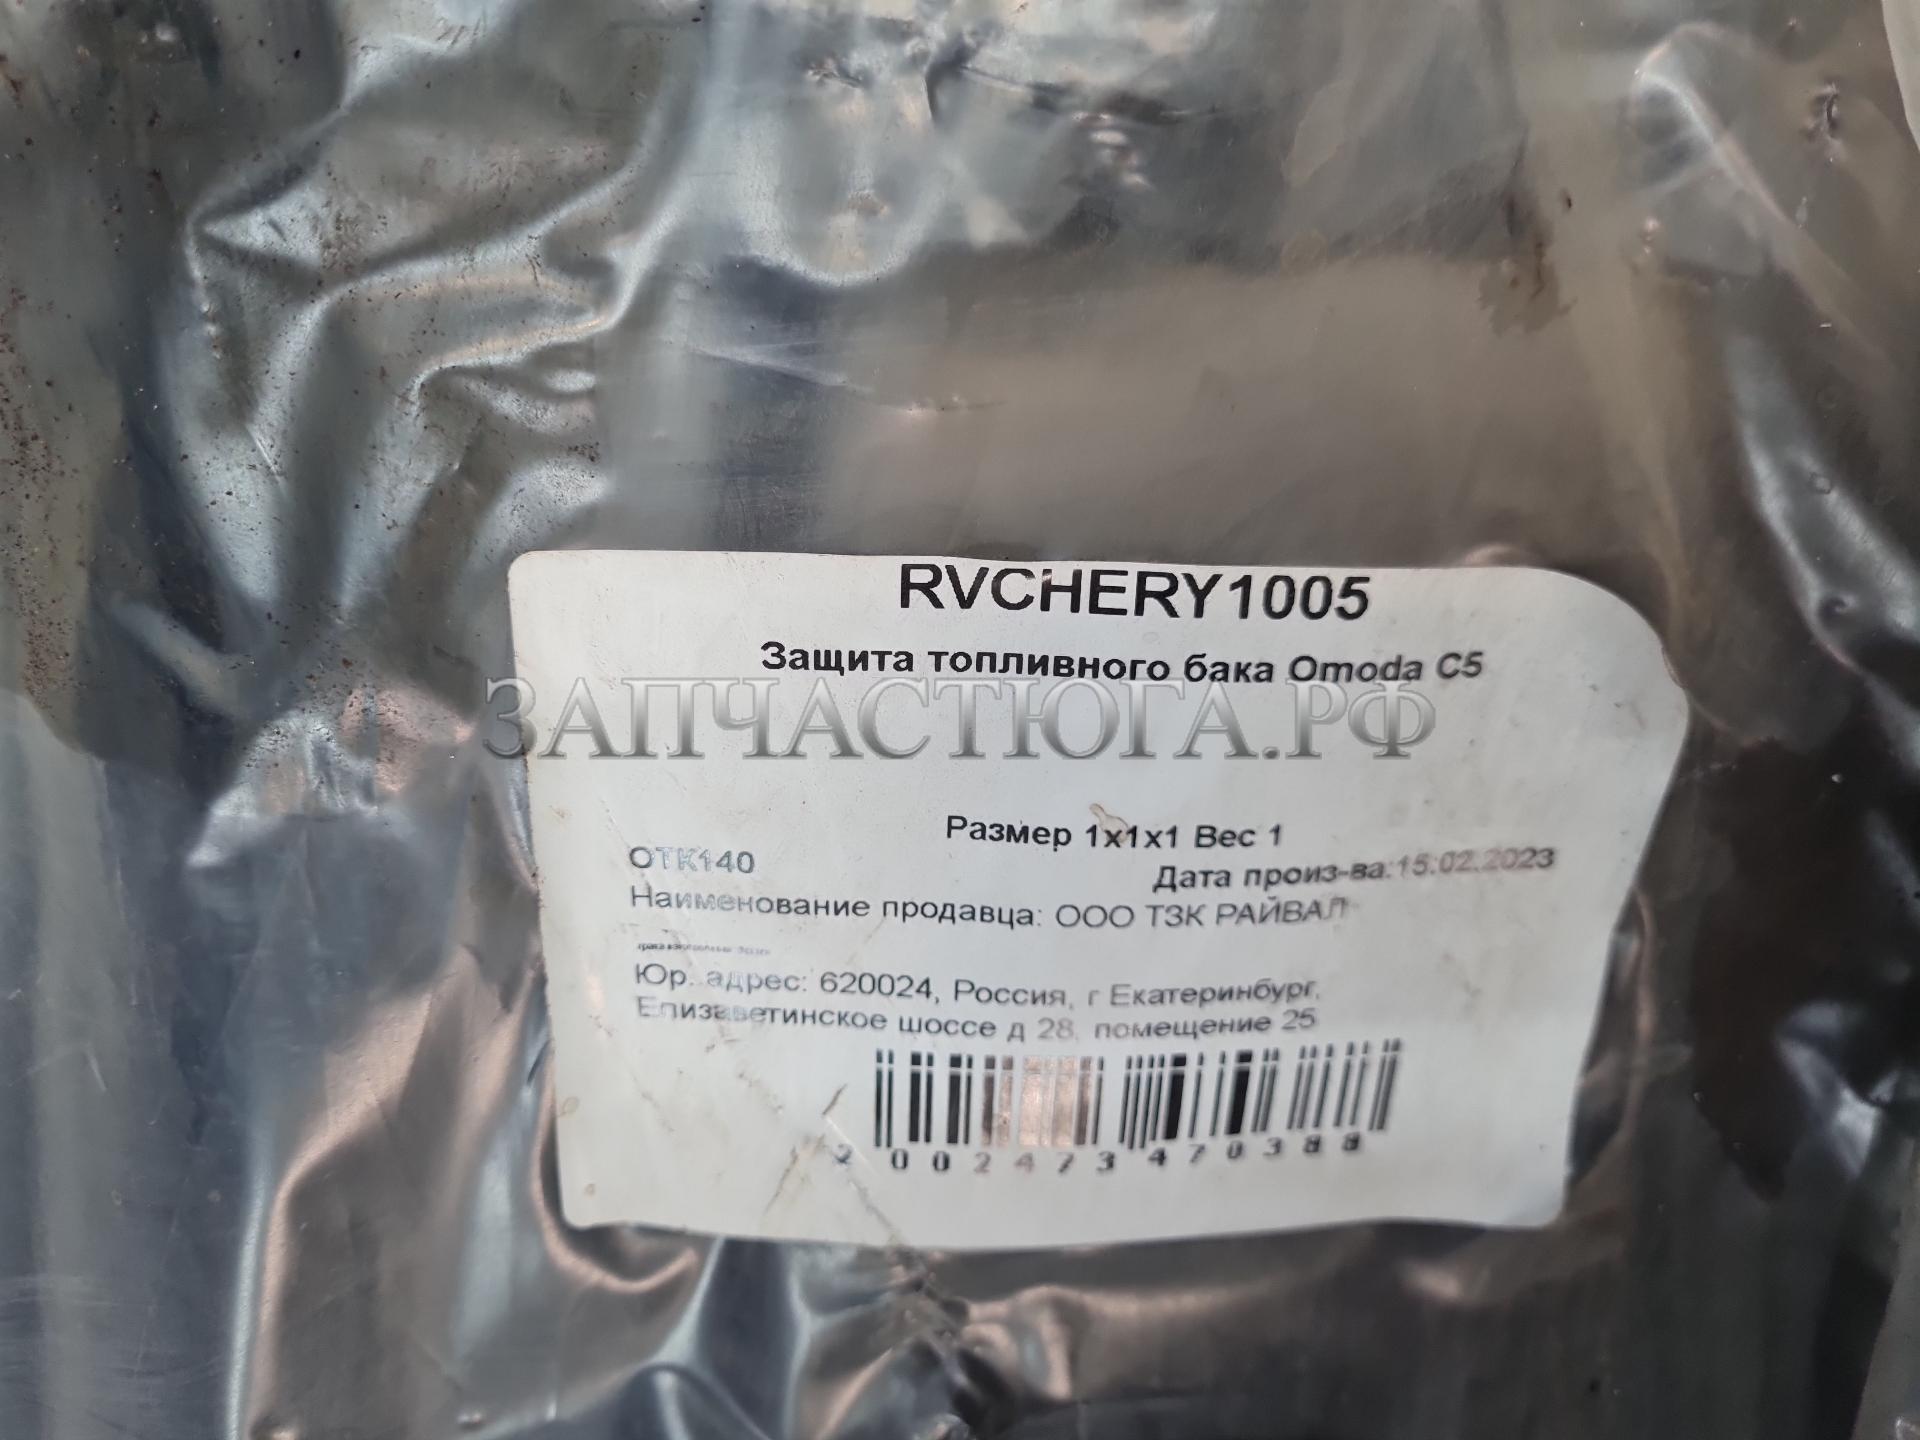 RVCHERY1005
Защита топливного бака Omoda C5
ЗАПЧАСТЮГА.РФ
Размер 1x1x1 Вес 1
ОТК140
Дата произ-ва:15.02.2023
Наименование продавца: ООО ТЗК РАЙВАЛ
Юр. адрес: 620024, Россия, г Екатеринбург,
Елизаветинское шоссе д 28, помещение 25
2 002473 470388